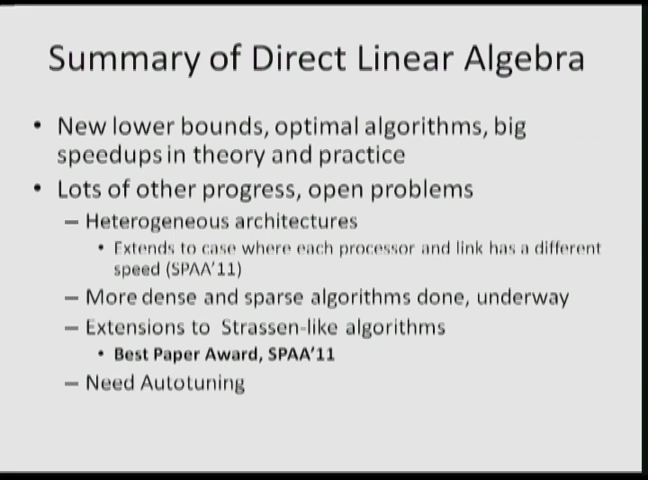 Summary of Direct Linear Algebra
• New lower bounds, optimal algorithms, big
speedups in theory and practice
• Lots of other progress, open problems
– Heterogeneous architectures
• Extends to case where each processor and link has a different
speed (SPAA'11)
– More dense and sparse algorithms done, underway
– Extensions to Strassen-like algorithms
• Best Paper Award, SPAA'11
– Need Autotuning